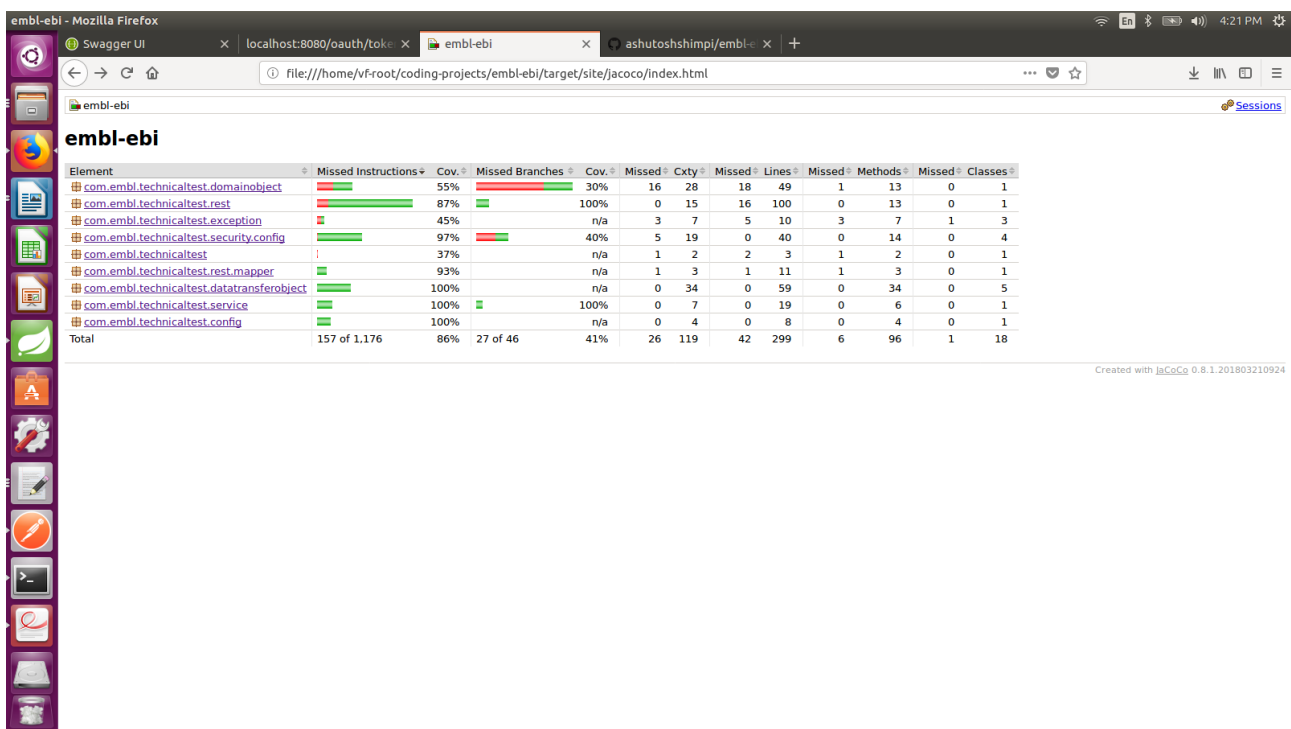 embl-ebi - Mozilla Firefox En 4:21 PM
Swagger UI localhost:8080/oauth/toke embl-ebi ashutoshshimpi/embl-e
file:///home/vf-root/coding-projects/embl-ebi/target/site/jacoco/index.html
embl-ebi Sessions
embl-ebi
Element Missed Instructions Cov. Missed Branches Cov. Missed Cxty Missed Lines Missed Methods Missed Classes
com.embl.technicaltest.domainobject 55% 30% 16 28 18 49 1 13 0 1
com.embl.technicaltest.rest 87% 100% 0 15 16 100 0 13 0 1
com.embl.technicaltest.exception 45% n/a 3 7 5 10 3 7 1 3
com.embl.technicaltest.security.config 97% 40% 5 19 0 40 0 14 0 4
com.embl.technicaltest 37% n/a 1 2 2 3 1 2 0 1
com.embl.technicaltest.rest.mapper 93% n/a 1 3 1 11 1 3 0 1
com.embl.technicaltest.datatransferobject 100% n/a 0 34 0 59 0 34 0 5
com.embl.technicaltest.service 100% 100% 0 7 0 19 0 6 0 1
com.embl.technicaltest.config 100% n/a 0 4 0 8 0 4 0 1
Total 157 of 1,176 86% 27 of 46 41% 26 119 42 299 6 96 1 18
Created with JaCoCo 0.8.1.201803210924